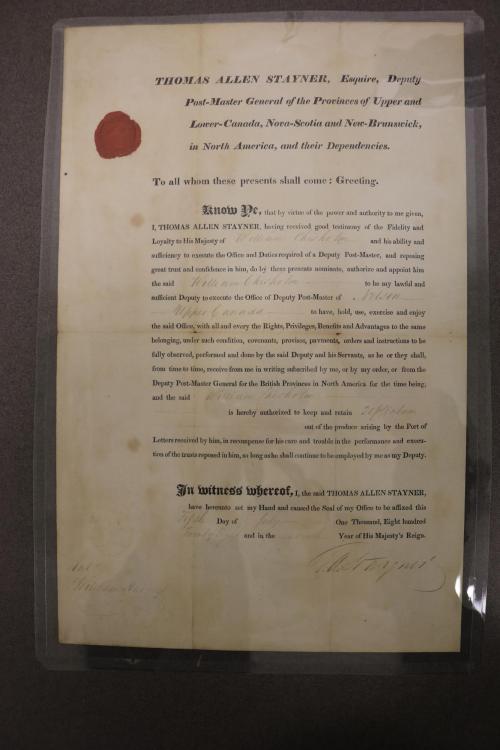 THOMAS ALLEN STAYNER, Esquire, Deputy
Post-Master General of the Provinces of Upper and
Lower-Canada, Nova-Scotia and New-Brunswick,
in North America, and their Dependencies.
To all whom these presents shall come: Greeting.
Know Ye, that by virtue of the power and authority to me given,
I, THOMAS ALLEN STAYNER, having received good testimony of the Fidelity and
Loyalty to His Majesty of William Chisholm and his ability and
sufficiency to execute the Office and Duties required of a Deputy Post-Master, and reposing
great trust and confidence in him, do by these presents nominate, authorize and appoint him
the said William Chisholm to be my lawful and
sufficient Deputy to execute the Office of Deputy Post-Master of Nelson
Upper Canada to have, hold, use, exercise and enjoy
the said Office, with all and every the Rights, Privileges, Benefits and Advantages to the same
belonging, under such condition, covenants, provisos, payments, orders and instructions to be
fully observed, performed and done by the said Deputy and his Servants, as he or they shall,
from time to time, receive from me in writing subscribed by me, or by my order, or from the
Deputy Post-Master General for the British Provinces in North America for the time being,
and the said William Chisholm
is hereby authorized to keep and retain 20 P Cent
out of the produce arising by the Port of
Letters received by him, in recompense for his care and trouble in the performance and execu-
tion of the trusts reposed in him, so long as he shall continue to be employed by me as my Deputy.
In witness whereof, I, the said THOMAS ALLEN STAYNER,
have hereunto set my Hand and caused the Seal of my Office to be affixed this
Fifth Day of July One Thousand, Eight hundred
and in the Year of His Majesty's Reign.
T A Stayner